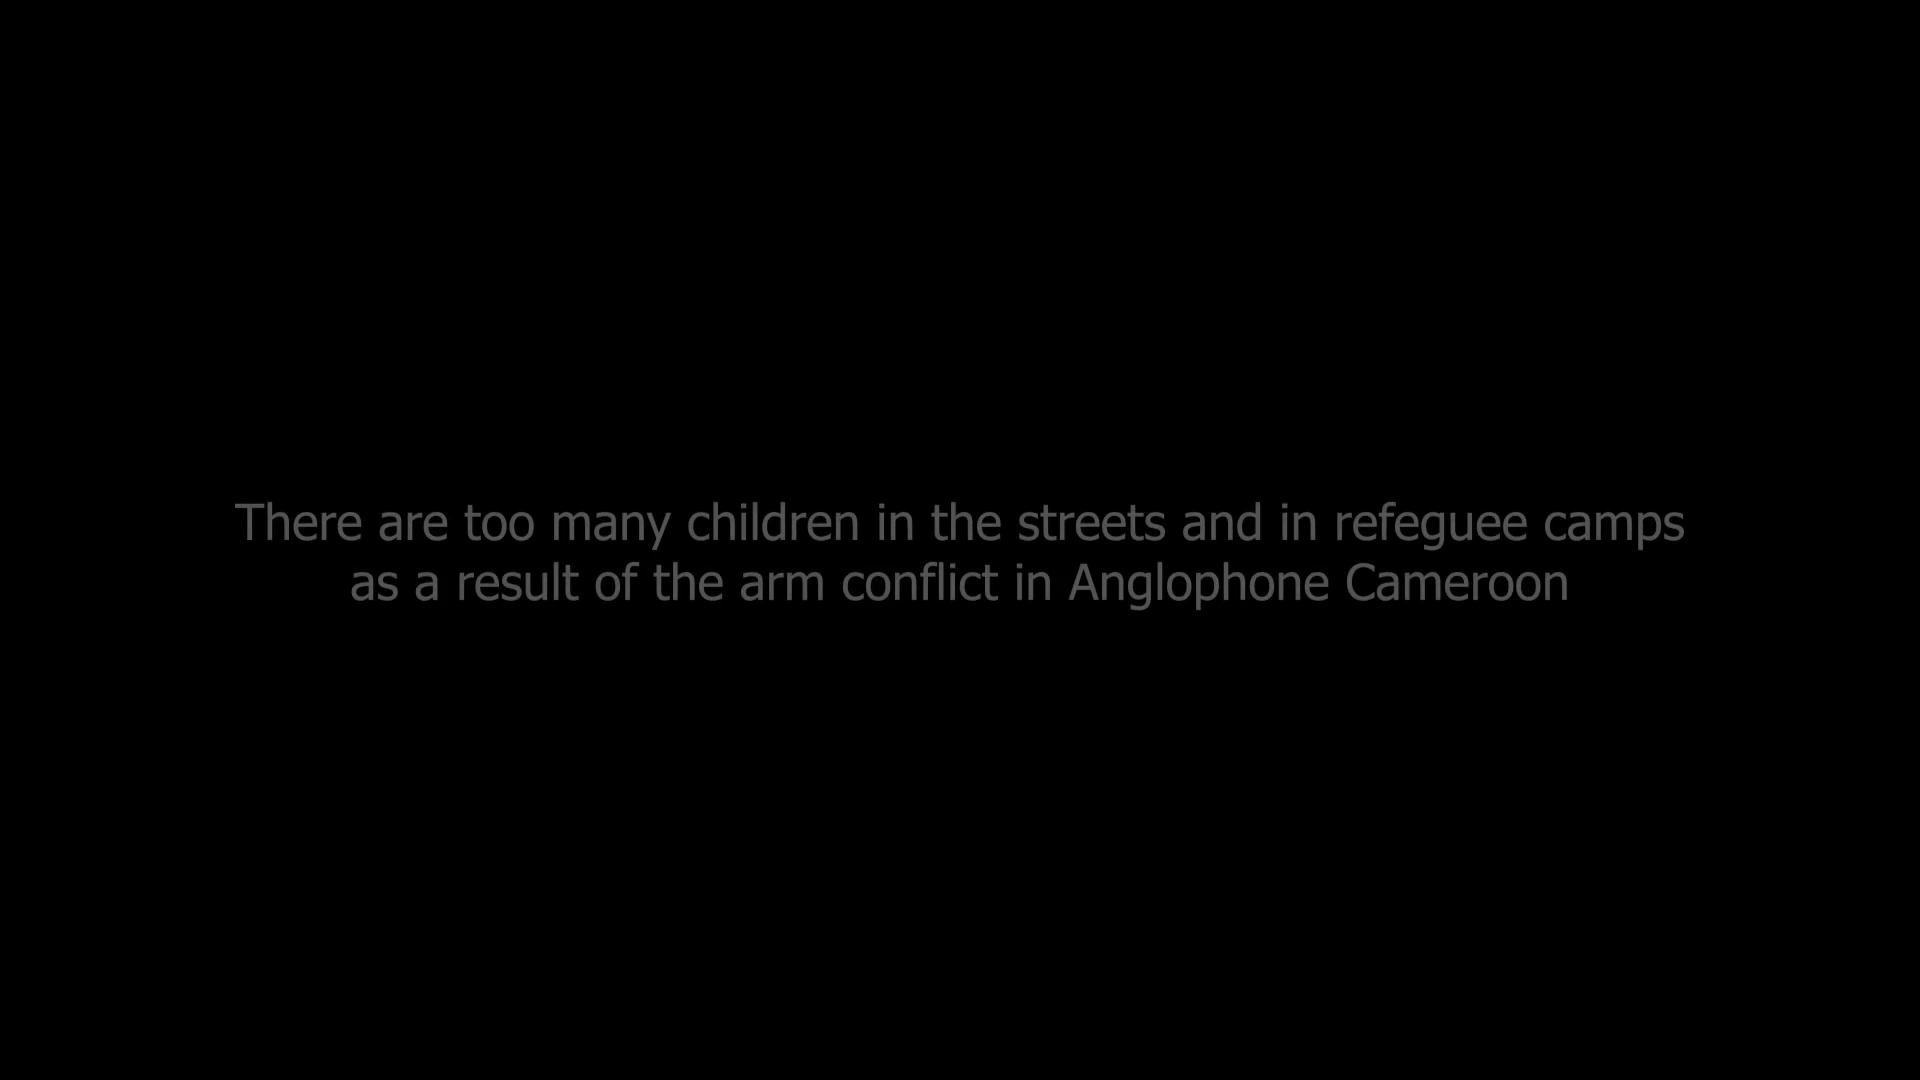 There are too many children in the streets and in refeguee camps
as a result of the arm conflict in Anglophone Cameroon